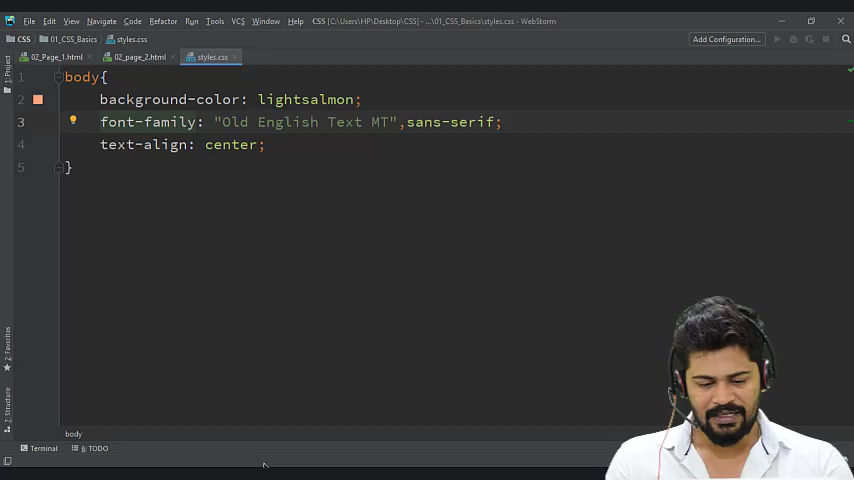 File Edit View Navigate Code Refactor Run Tools VCS Window Help CSS [C:\Users\HP\Desktop\CSS] - ...\01_CSS_Basics\styles.css - WebStorm
CSS 01_CSS_Basics styles.css Add Configuration...
02_Page_1.html 02_page_2.html styles.css
1: Project
1 body{
2 background-color: lightsalmon;
3 font-family: "Old English Text MT",sans-serif;
4 text-align: center;
5 }
2: Favorites
7: Structure
body
Terminal 6: TODO